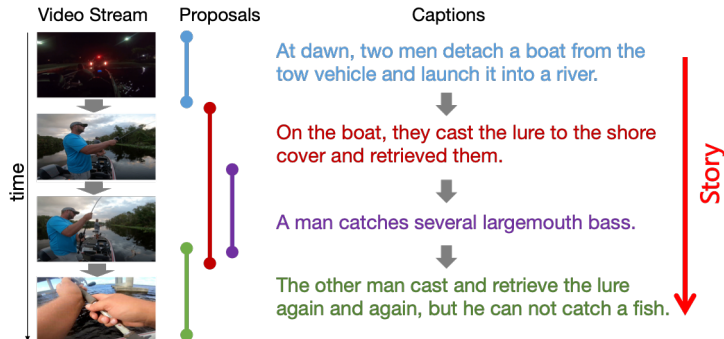 Video Stream
Proposals
Captions
time
At dawn, two men detach a boat from the
tow vehicle and launch it into a river.
On the boat, they cast the lure to the shore
cover and retrieved them.
A man catches several largemouth bass.
The other man cast and retrieve the lure
again and again, but he can not catch a fish.
Story